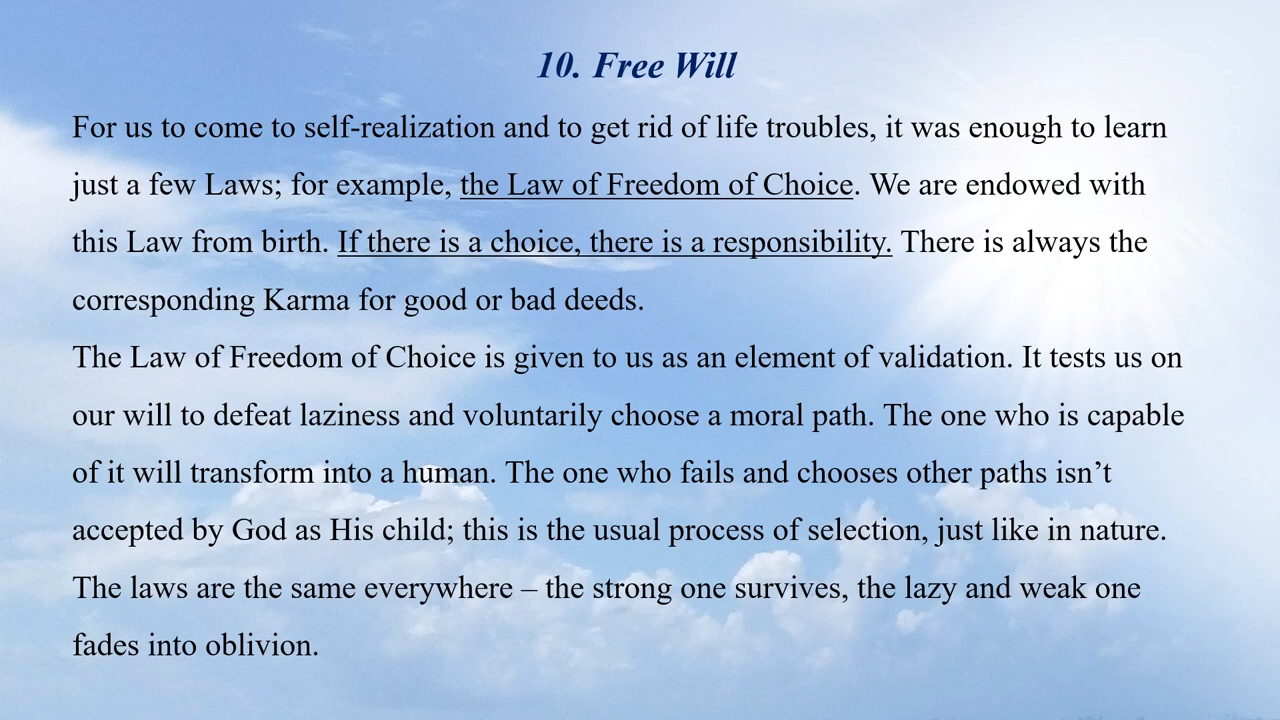 10. Free Will
For us to come to self-realization and to get rid of life troubles, it was enough to learn
just a few Laws; for example, the Law of Freedom of Choice. We are endowed with
this Law from birth. If there is a choice, there is a responsibility. There is always the
corresponding Karma for good or bad deeds.
The Law of Freedom of Choice is given to us as an element of validation. It tests us on
our will to defeat laziness and voluntarily choose a moral path. The one who is capable
of it will transform into a human. The one who fails and chooses other paths isn’t
accepted by God as His child; this is the usual process of selection, just like in nature.
The laws are the same everywhere – the strong one survives, the lazy and weak one
fades into oblivion.